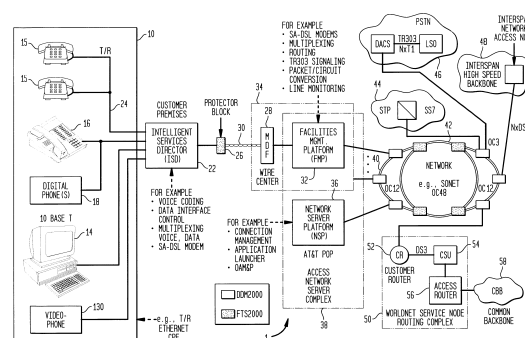 15
10
T/R
15
24
16
DIGITAL
PHONE(S)
18
10 BASE T
14
VIDEO-
PHONE
130
CUSTOMER
PREMISES
INTELLIGENT
SERVICES
DIRECTOR
(ISD)
22
FOR EXAMPLE
• VOICE CODING
• DATA INTERFACE
CONTROL
• MULTIPLEXING
VOICE, DATA
• SA-DSL MODEM
e.g., T/R
ETHERNET
CPE
PROTECTOR
BLOCK
26
30
28
MDF
WIRE
CENTER
34
FOR EXAMPLE
• SA-DSL MODEMS
• MULTIPLEXING
• ROUTING
• TR303 SIGNALING
• PACKET/CIRCUIT
CONVERSION
• LINE MONITORING
FACILITIES
MGMT.
PLATFORM
(FMP)
32
36
NETWORK
SERVER
PLATFORM
(NSP)
FOR EXAMPLE
• CONNECTION
MANAGEMENT
• APPLICATION
LAUNCHER
• OAM&P
AT&T POP
ACCESS
NETWORK
SERVER
COMPLEX
38
DDM2000
FTS2000
1
40
PSTN
DACS
TR303
NxT1
LSO
46
44
STP
SS7
INTERSPAN
HIGH SPEED
BACKBONE
48
42
OC3
OC12
OC12
NETWORK
e.g., SONET
OC48
52
CR
CUSTOMER
ROUTER
DS3
CSU
54
ACCESS
ROUTER
56
50
WORLDNET SERVICE NODE
ROUTING COMPLEX
58
CBB
COMMON
BACKBONE